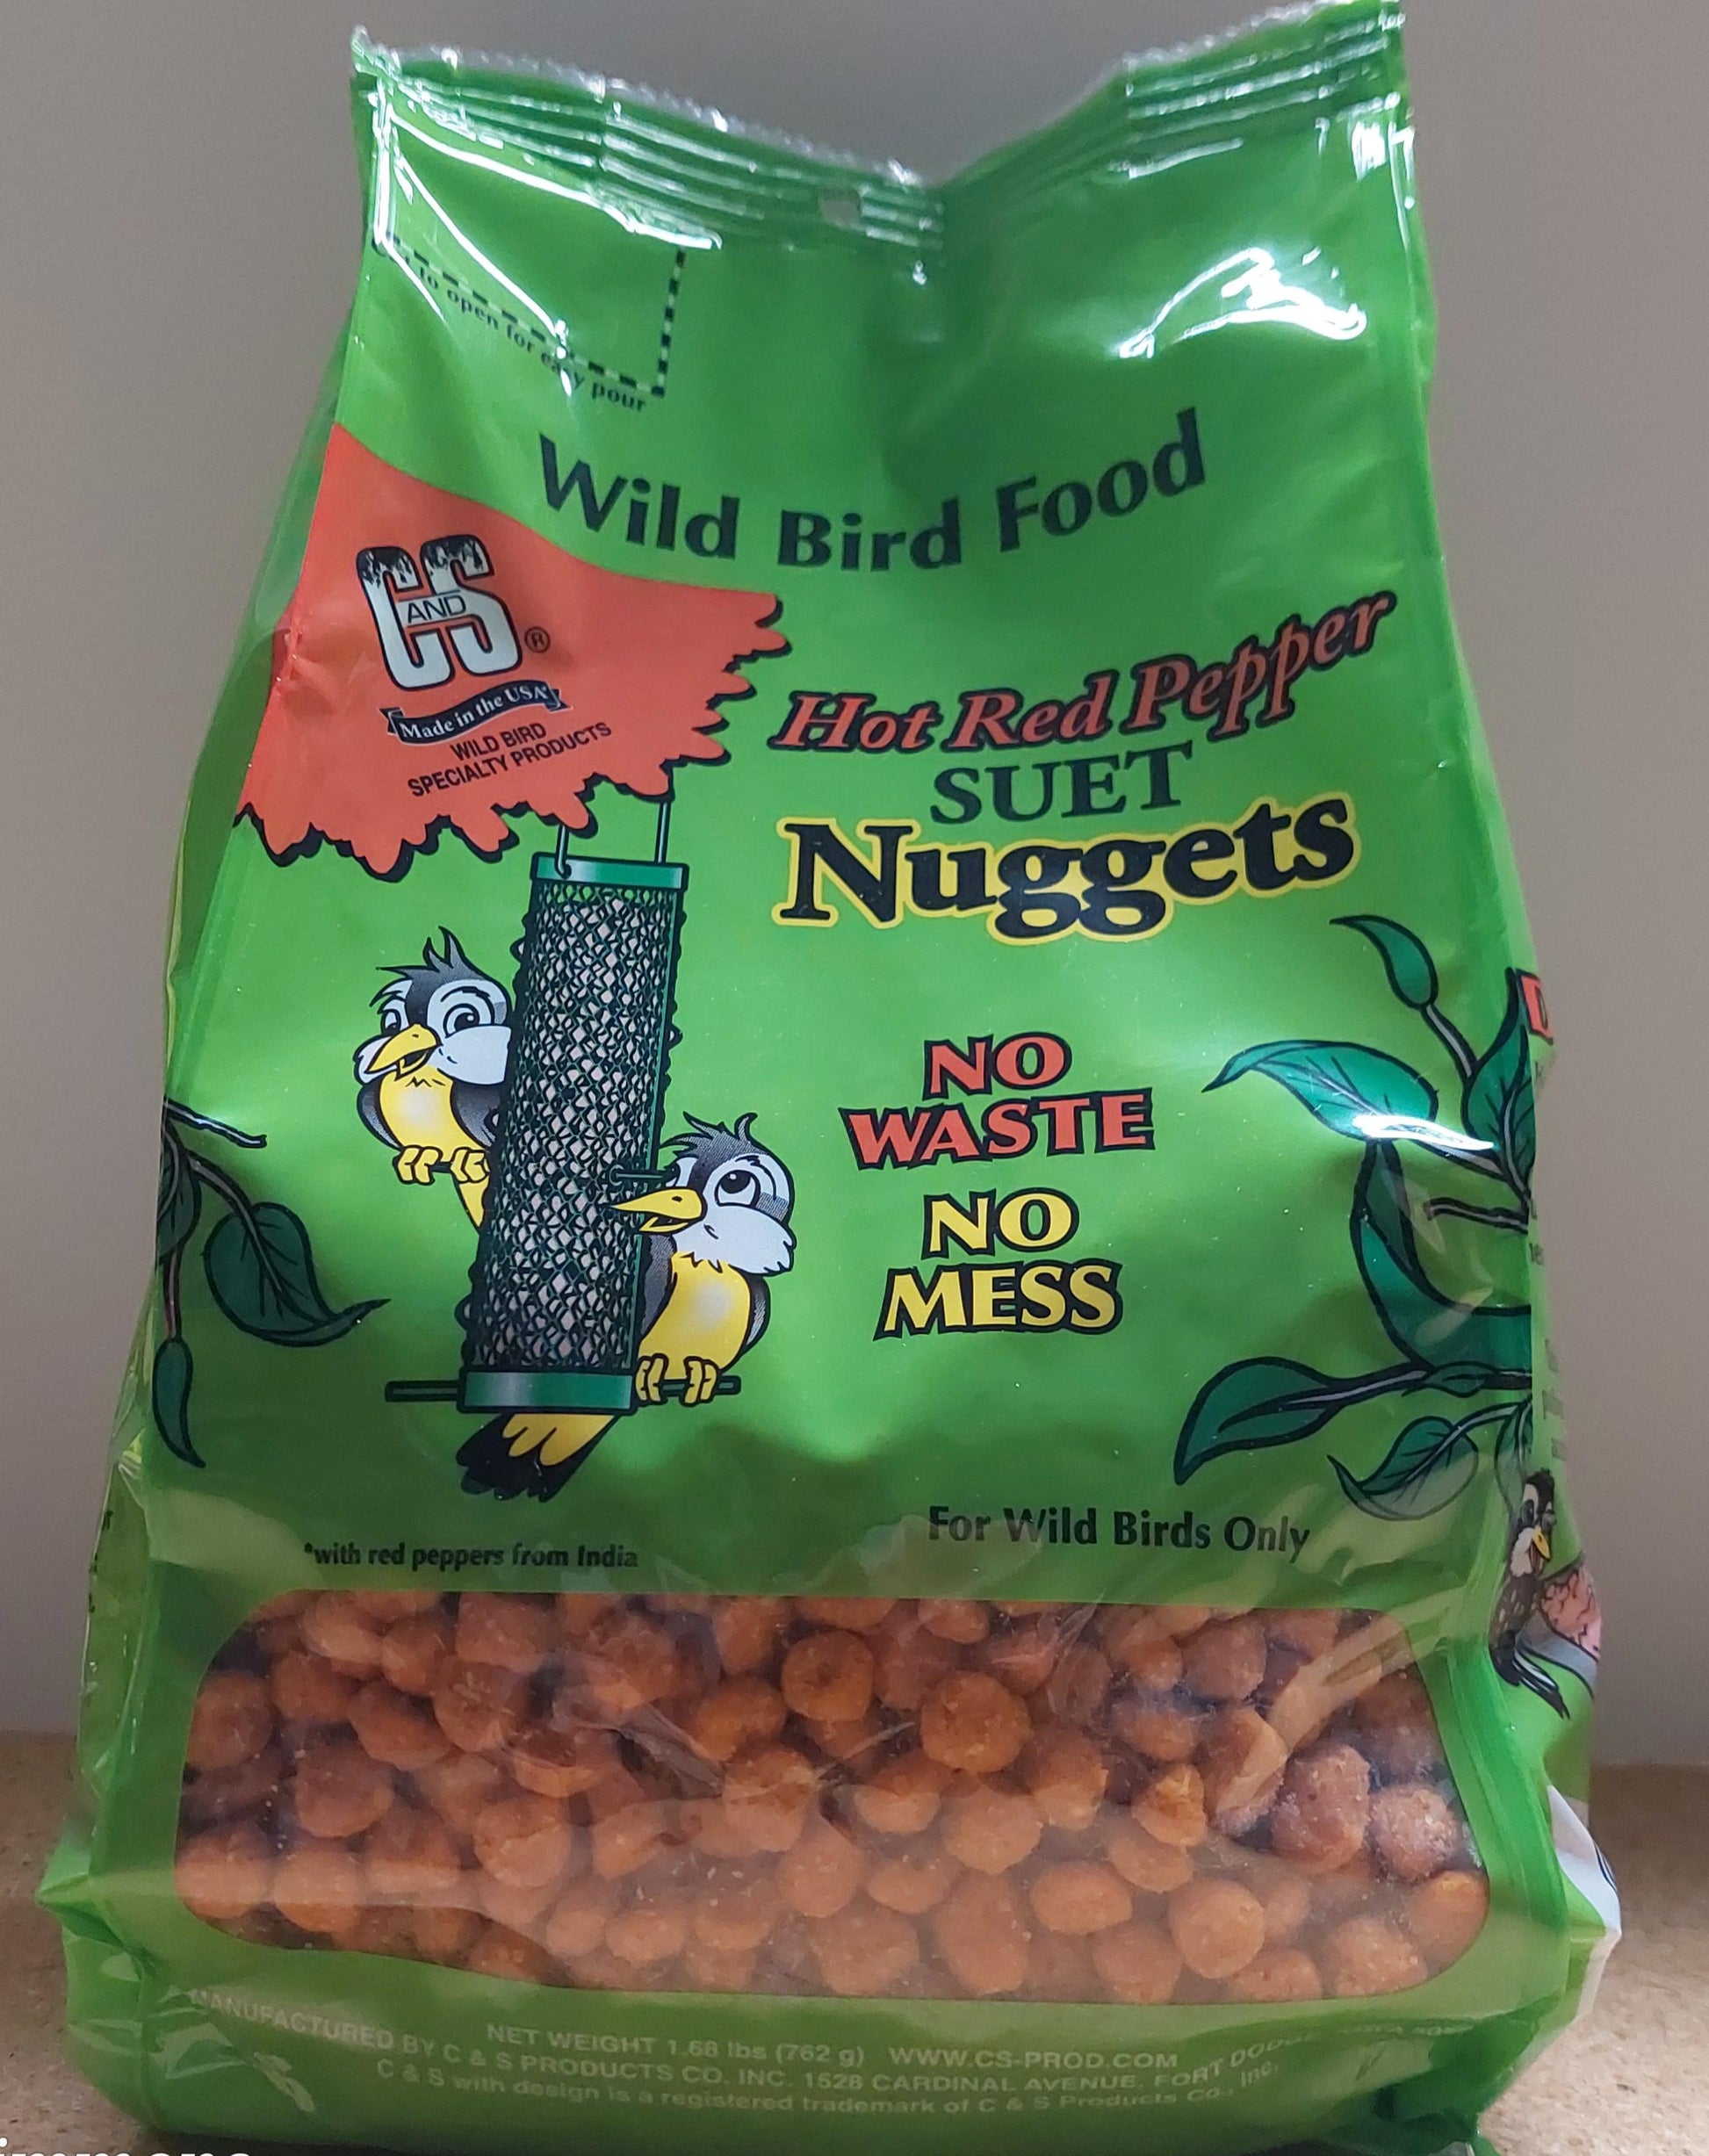 to open for easy pour
Wild Bird Food
C AND S ®
Made in the USA*
WILD BIRD
SPECIALTY PRODUCTS
Hot Red Pepper
SUET
Nuggets
NO
WASTE
NO
MESS
*with red peppers from India
For Wild Birds Only
NET WEIGHT 1.68 lbs (762 g) WWW.CS-PROD.COM
MANUFACTURED BY C & S PRODUCTS CO. INC. 1528 CARDINAL AVENUE, FORT DODGE,
C & S with design is a registered trademark of C & S Products Co., Inc.